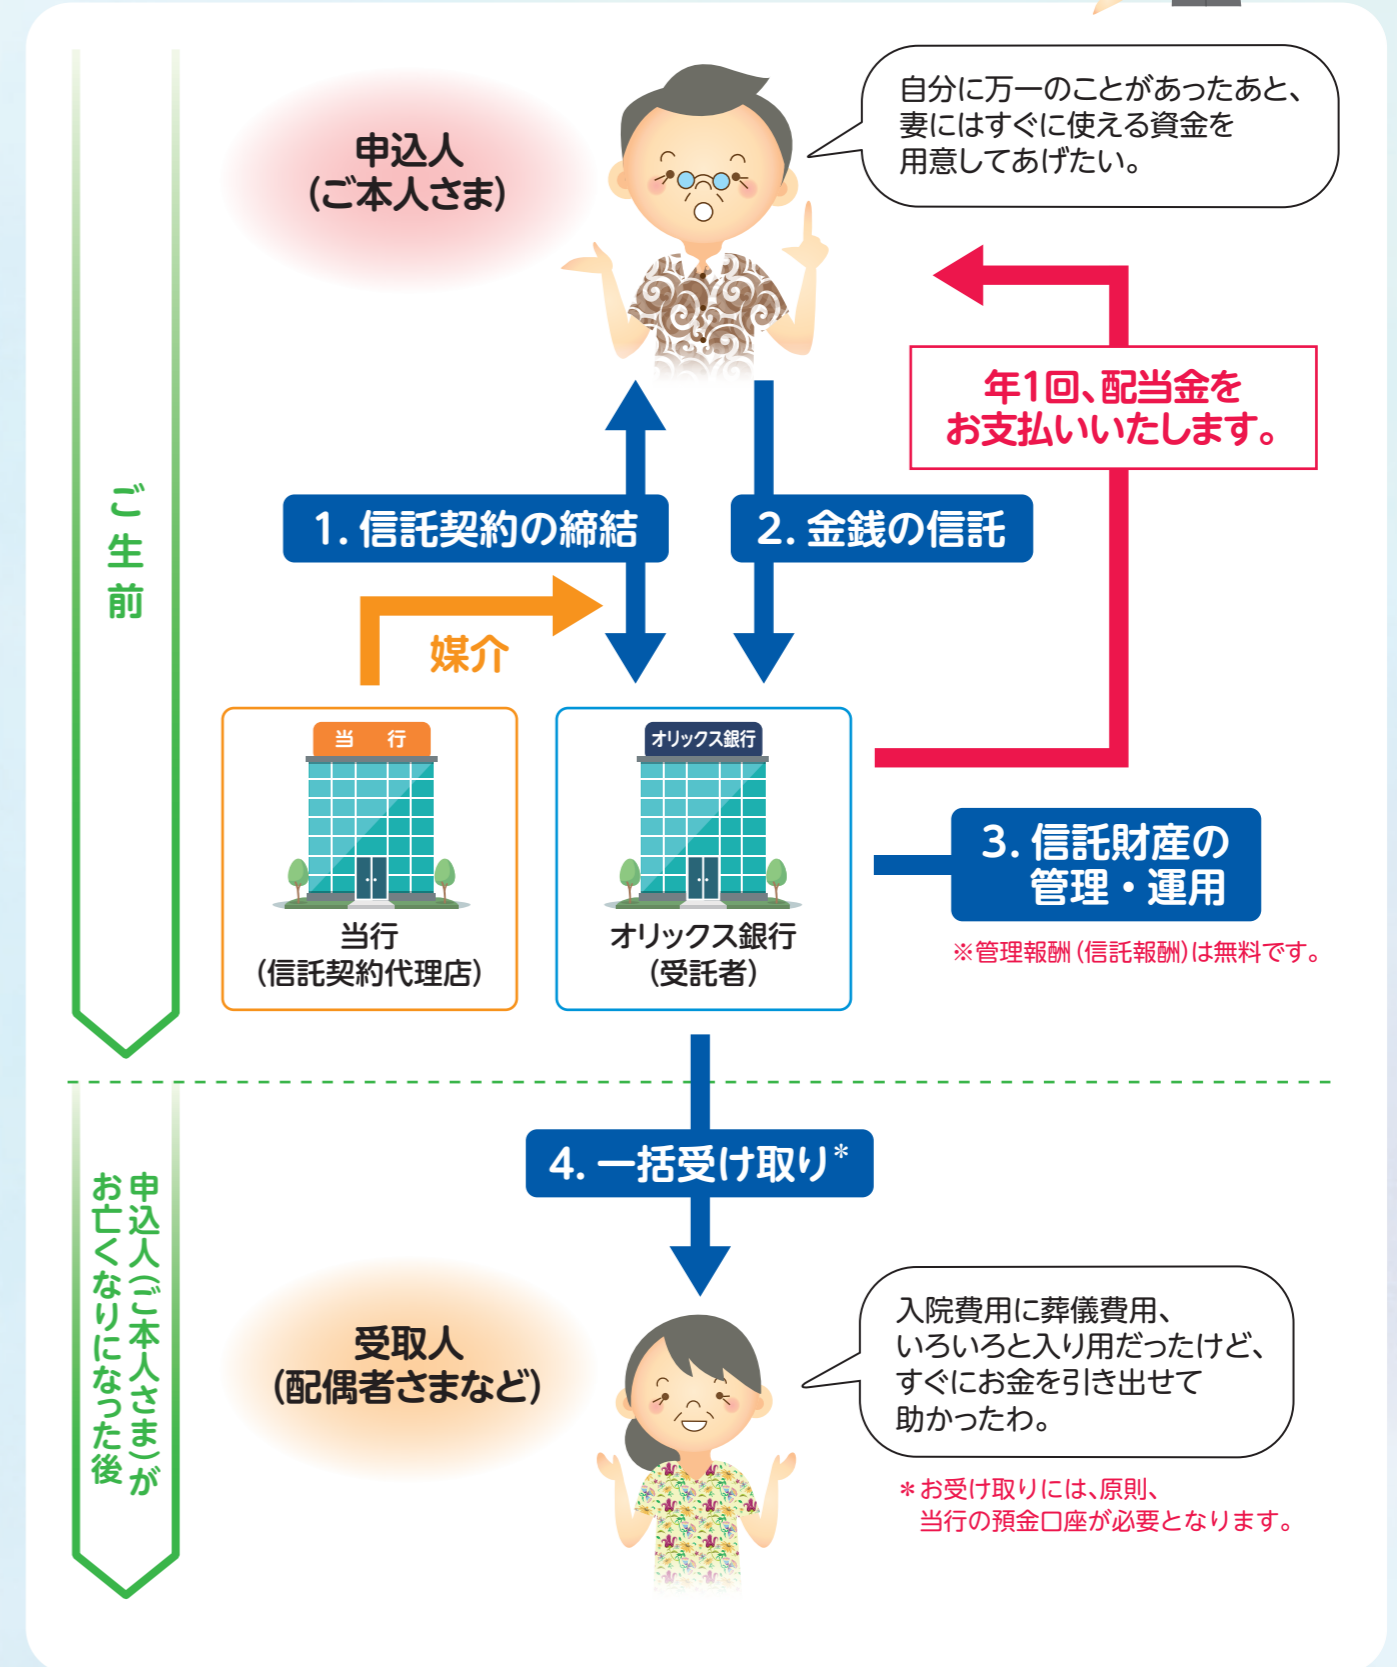 申込人
(ご本人さま)
自分に万一のことがあったあと、
妻にはすぐに使える資金を
用意してあげたい。
年1回、配当金を
お支払いいたします。
ご生前
1. 信託契約の締結
2. 金銭の信託
媒介
当 行
オリックス銀行
当行
(信託契約代理店)
オリックス銀行
(受託者)
3. 信託財産の
管理・運用
※管理報酬(信託報酬)は無料です。
4. 一括受け取り*
申込人(ご本人さま)が
お亡くなりになった後
受取人
(配偶者さまなど)
入院費用に葬儀費用、
いろいろと入り用だったけど、
すぐにお金を引き出せて
助かったわ。
*お受け取りには、原則、
当行の預金口座が必要となります。